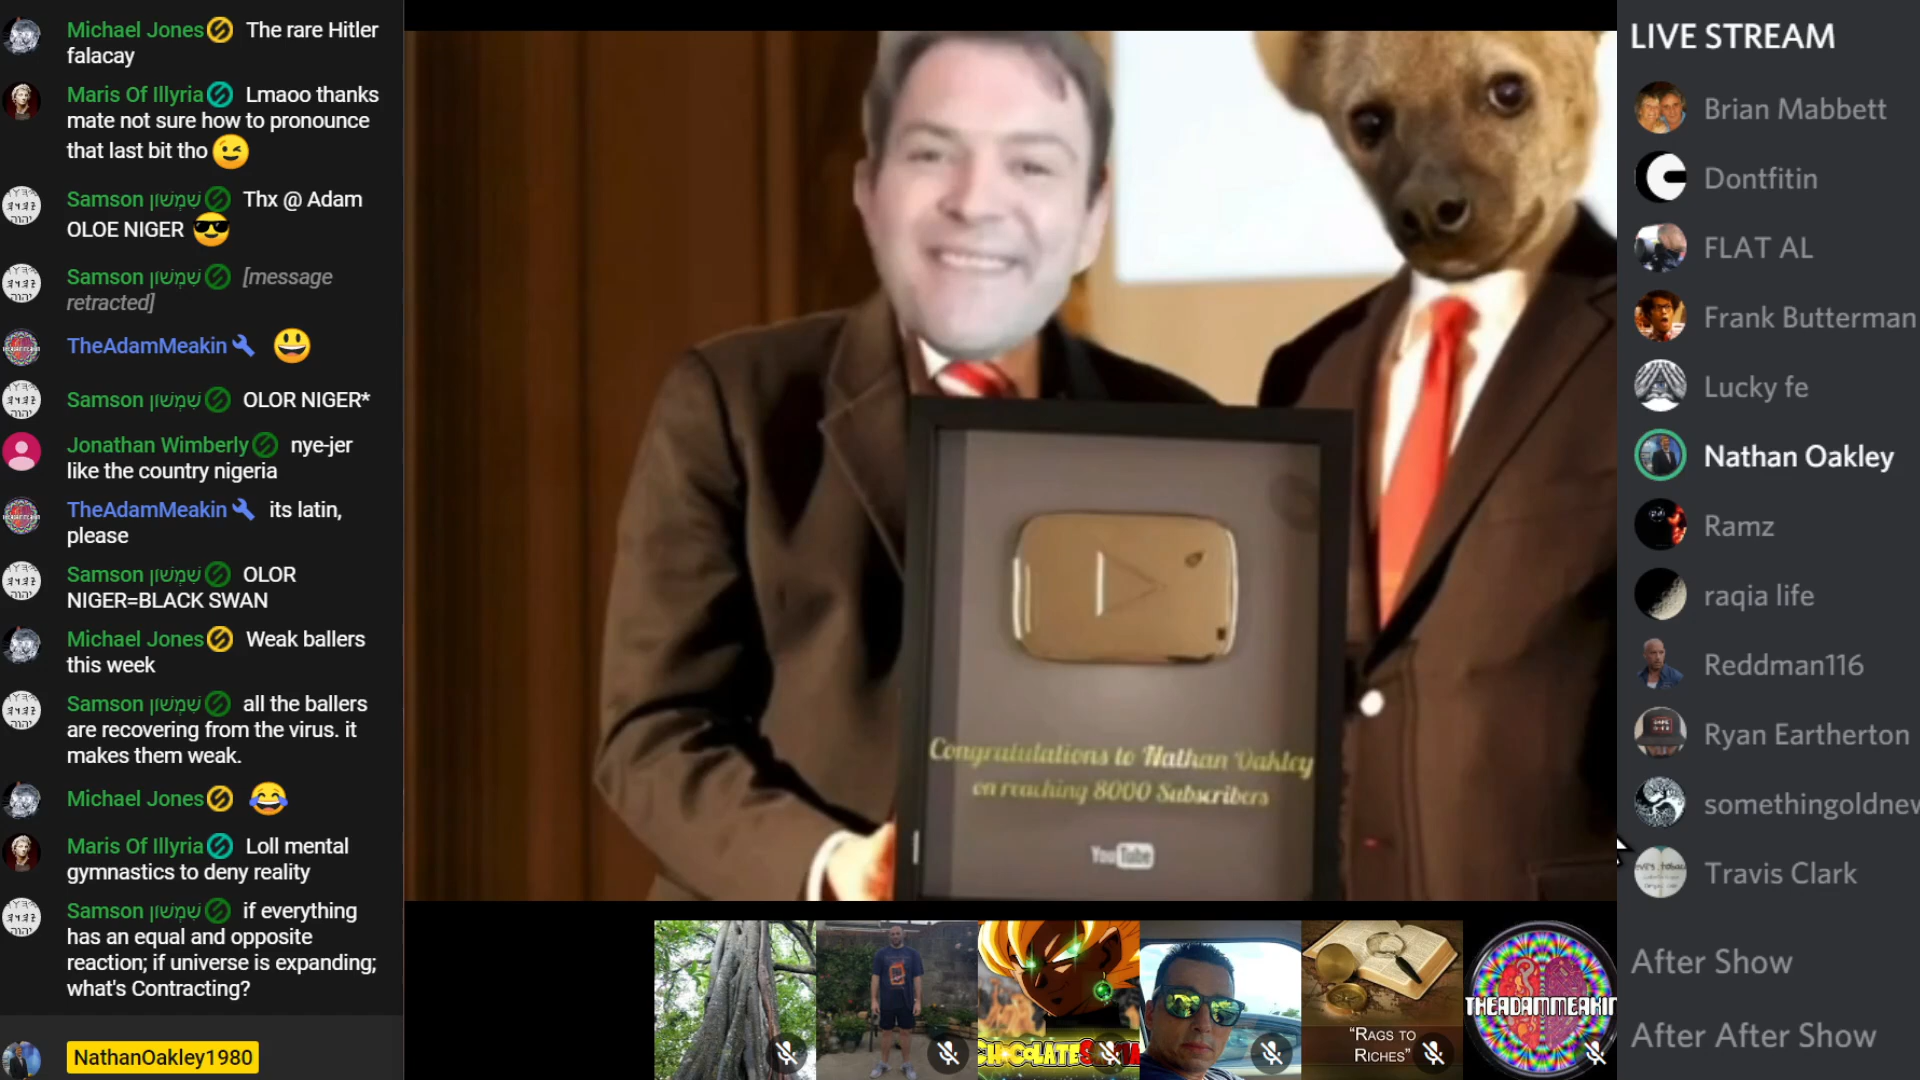 Michael Jones The rare Hitler
falacay
Maris Of Illyria Lmaoo thanks
mate not sure how to pronounce
that last bit tho 😉
Samson |שִׁמְשׁוֹן Thx @ Adam
OLOE NIGER 😎
Samson |שִׁמְשׁוֹן [message
retracted]
TheAdamMeakin 😃
Samson |שִׁמְשׁוֹן OLOR NIGER*
Jonathan Wimberly nye-jer
like the country nigeria
TheAdamMeakin its latin,
please
Samson |שִׁמְשׁוֹן OLOR
NIGER=BLACK SWAN
Michael Jones Weak ballers
this week
Samson |שִׁמְשׁוֹן all the ballers
are recovering from the virus. it
makes them weak.
Michael Jones 😂
Maris Of Illyria Loll mental
gymnastics to deny reality
Samson |שִׁמְשׁוֹן if everything
has an equal and opposite
reaction; if universe is expanding;
what's Contracting?
NathanOakley1980
Congratulations to Nathan Oakley
on reaching 8000 Subscribers
YouTube
"RAGS TO
RICHES"
THEADAMMEAKIN
LIVE STREAM
Brian Mabbett
Dontfitin
FLAT AL
Frank Butterman
Lucky fe
Nathan Oakley
Ramz
raqia life
Reddman116
Ryan Eartherton
somethingoldnew
Travis Clark
After Show
After After Show